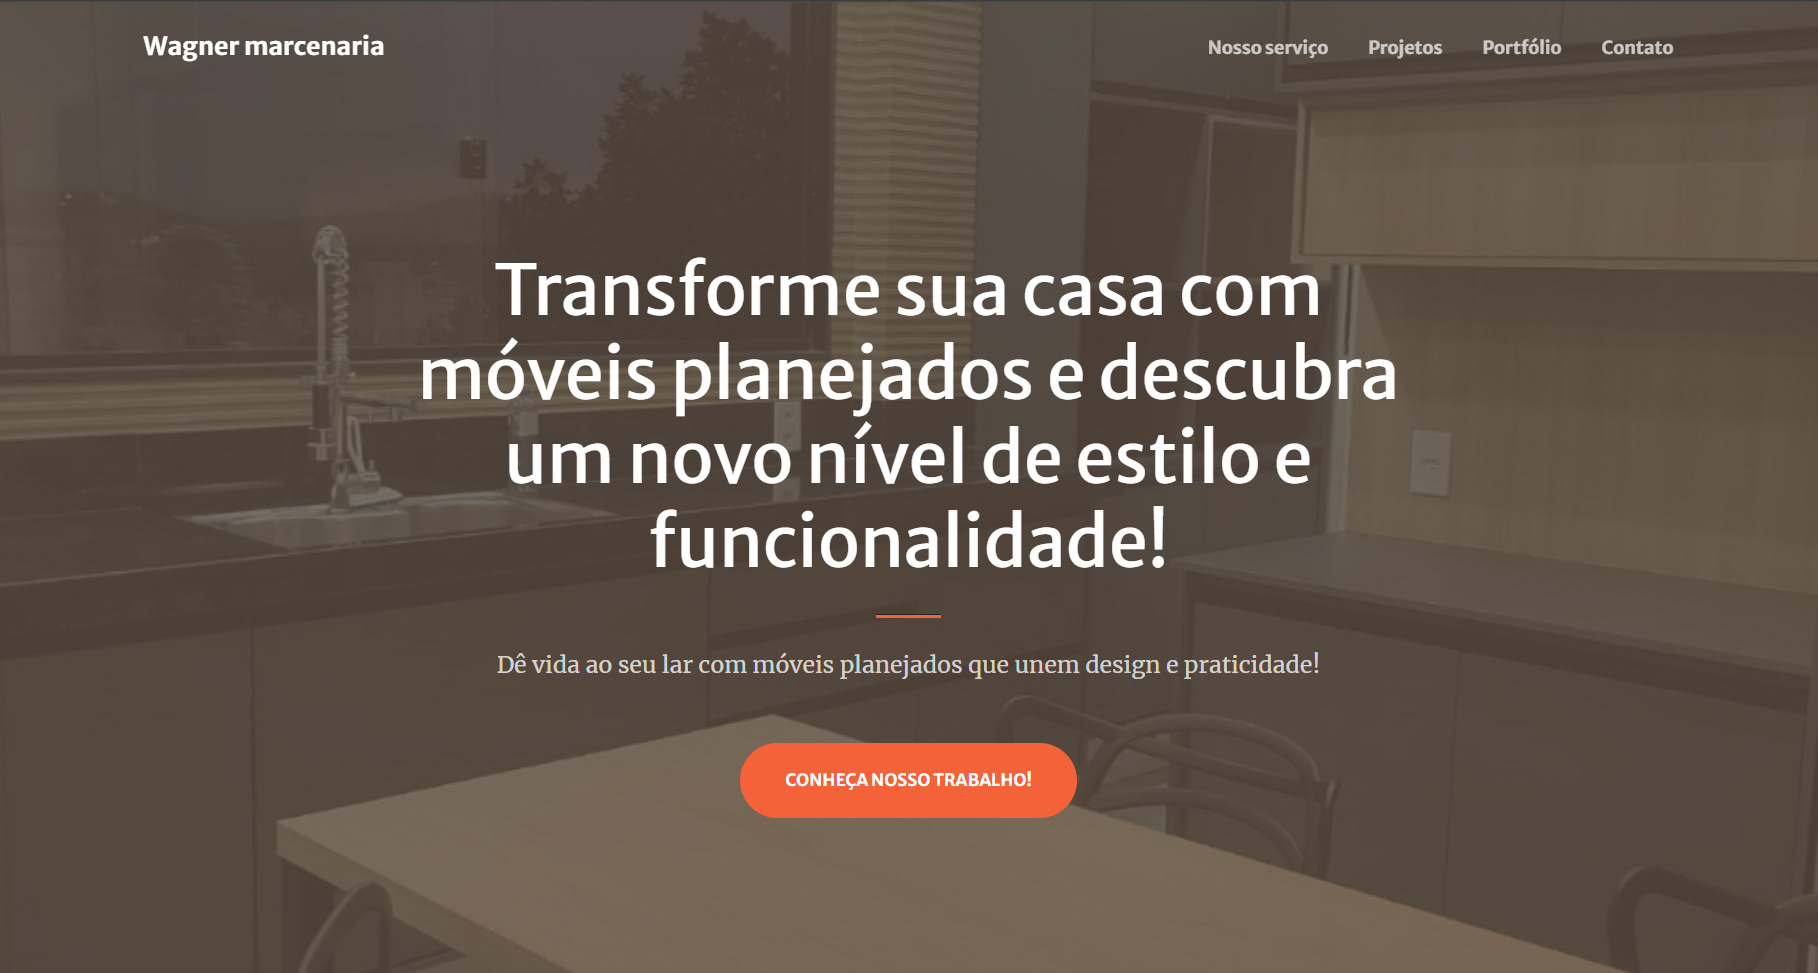 Wagner marcenaria
Nosso serviço
Projetos
Portfólio
Contato
Transforme sua casa com
móveis planejados e descubra
um novo nível de estilo e
funcionalidade!
Dê vida ao seu lar com móveis planejados que unem design e praticidade!
CONHEÇA NOSSO TRABALHO!